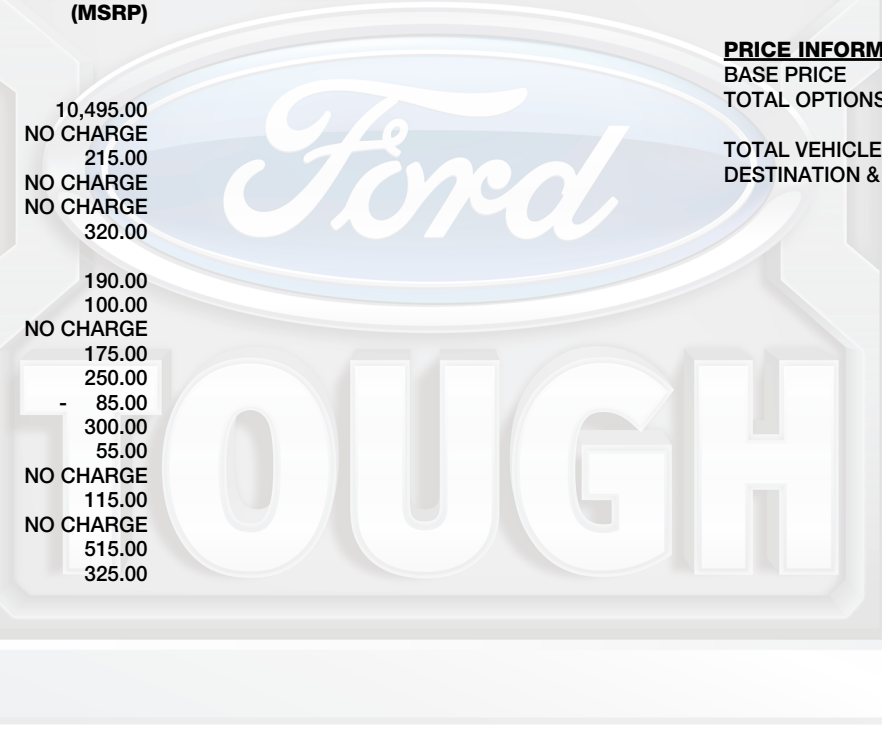 (MSRP)
10,495.00
NO CHARGE
215.00
NO CHARGE
NO CHARGE
320.00
190.00
100.00
NO CHARGE
175.00
250.00
- 85.00
300.00
55.00
NO CHARGE
115.00
NO CHARGE
515.00
325.00
PRICE INFORM
BASE PRICE
TOTAL OPTIONS
TOTAL VEHICLE
DESTINATION &
Ford
TOUGH